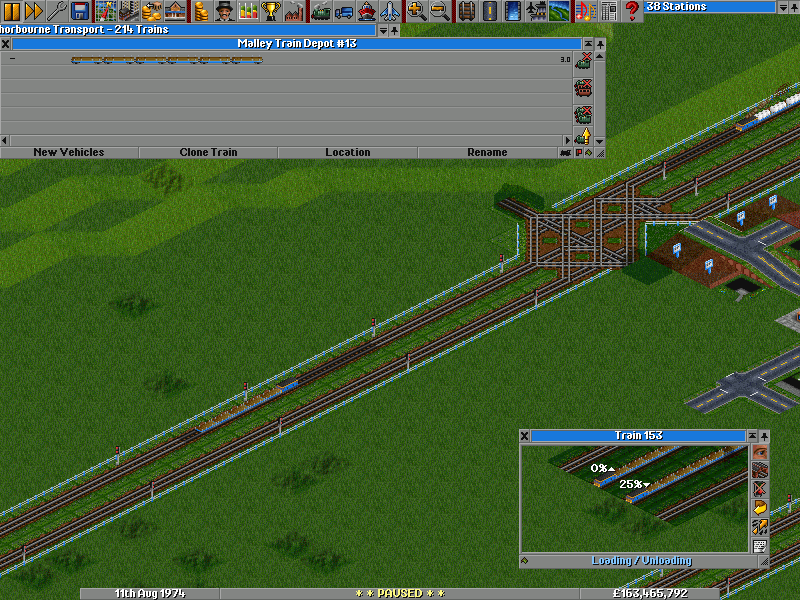 38 Stations
horbourne Transport - 214 Trains
Malley Train Depot #13
3.0
New Vehicles
Clone Train
Location
Rename
Train 153
0%
25%
Loading / Unloading
11th Aug 1974
* * PAUSED * *
£163,465,792